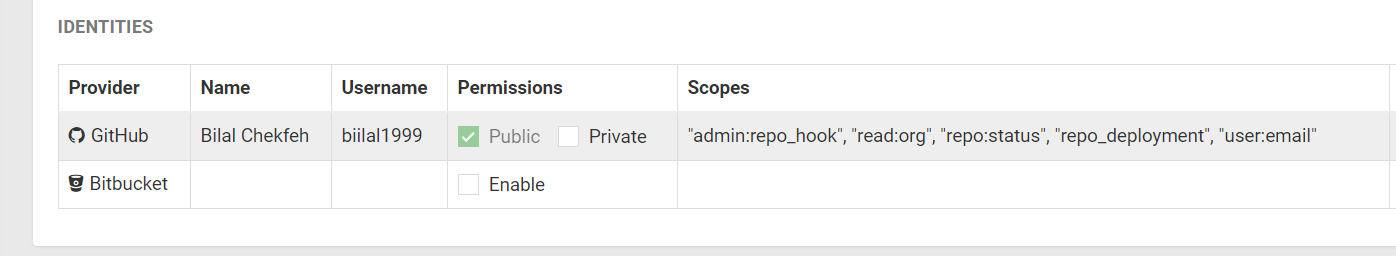 IDENTITIES
Provider Name Username Permissions Scopes
GitHub Bilal Chekfeh biilal1999 Public Private "admin:repo_hook", "read:org", "repo:status", "repo_deployment", "user:email"
Bitbucket Enable